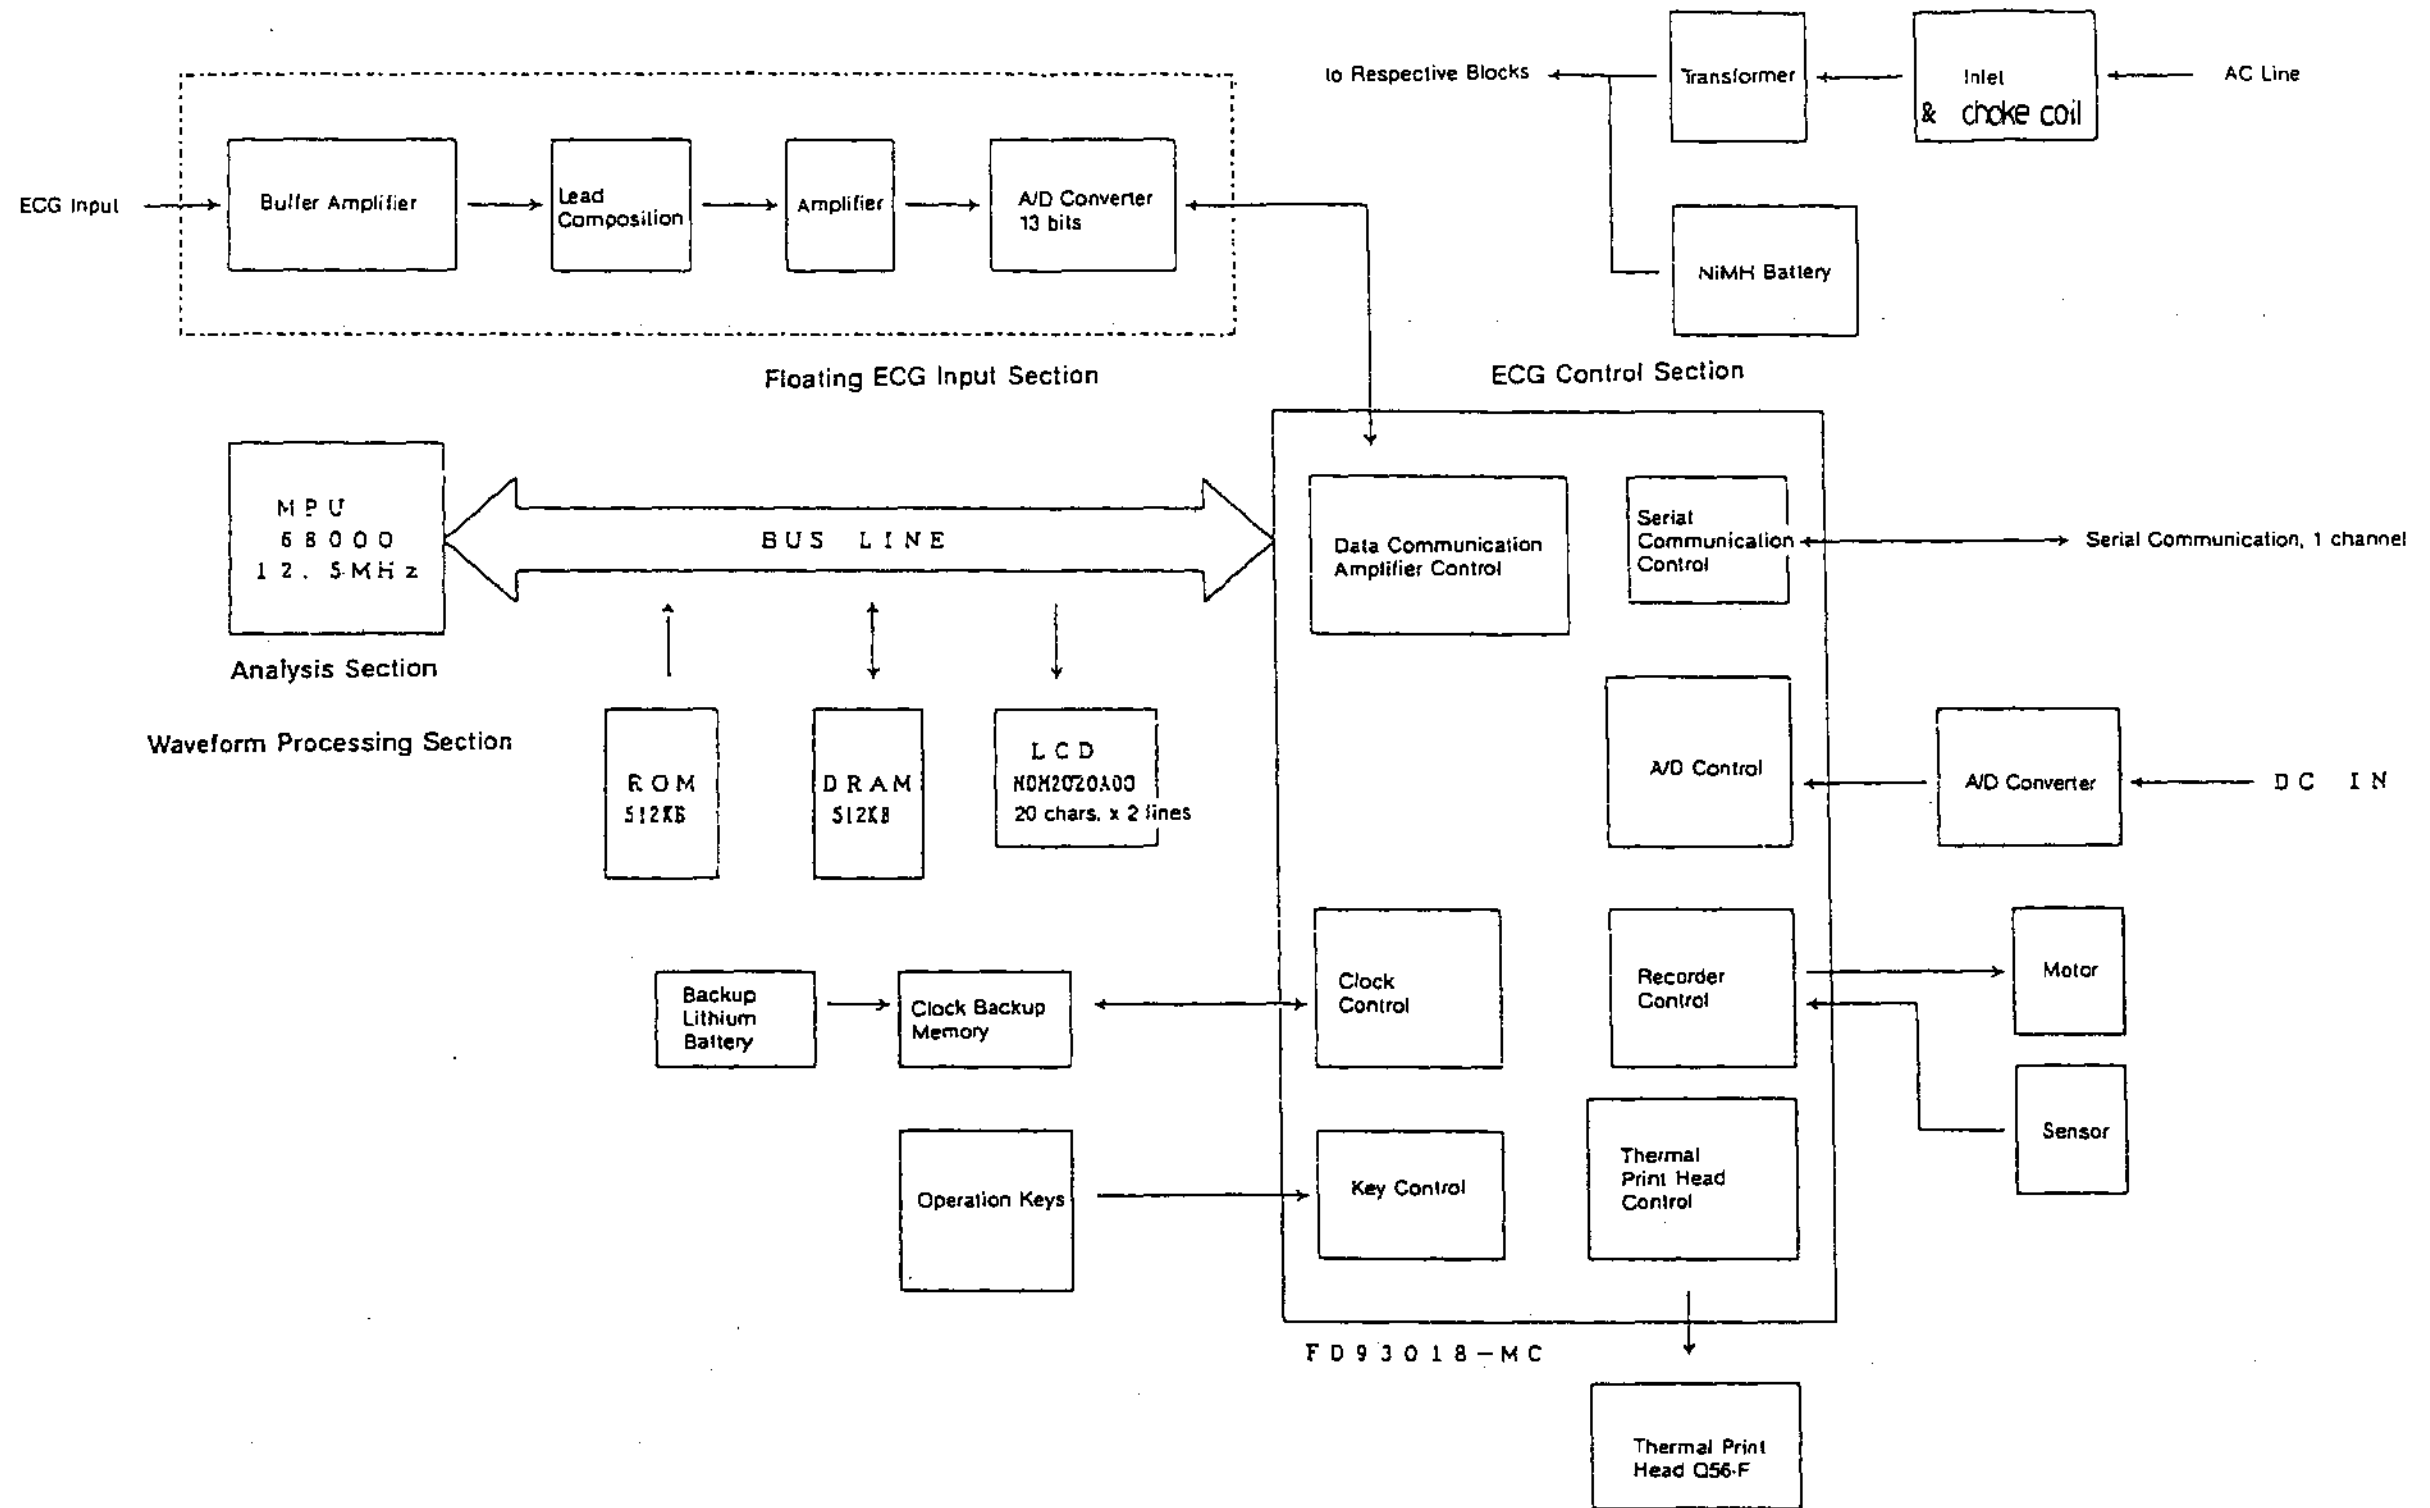 to Respective Blocks
Transformer
Inlet
& choke coil
AC Line
ECG Input
Buffer Amplifier
Lead
Composition
Amplifier
A/D Converter
13 bits
NiMH Battery
Floating ECG Input Section
ECG Control Section
MPU
68000
12.5MHz
BUS LINE
Data Communication
Amplifier Control
Serial
Communication
Control
Serial Communication, 1 channel
Analysis Section
Waveform Processing Section
ROM
512KB
DRAM
512KB
LCD
20 chars. x 2 lines
A/D Control
A/D Converter
DC IN
Backup
Lithium
Battery
Clock Backup
Memory
Clock
Control
Recorder
Control
Motor
Sensor
Operation Keys
Key Control
Thermal
Print Head
Control
FD93018-MC
Thermal Print
Head Q56-F